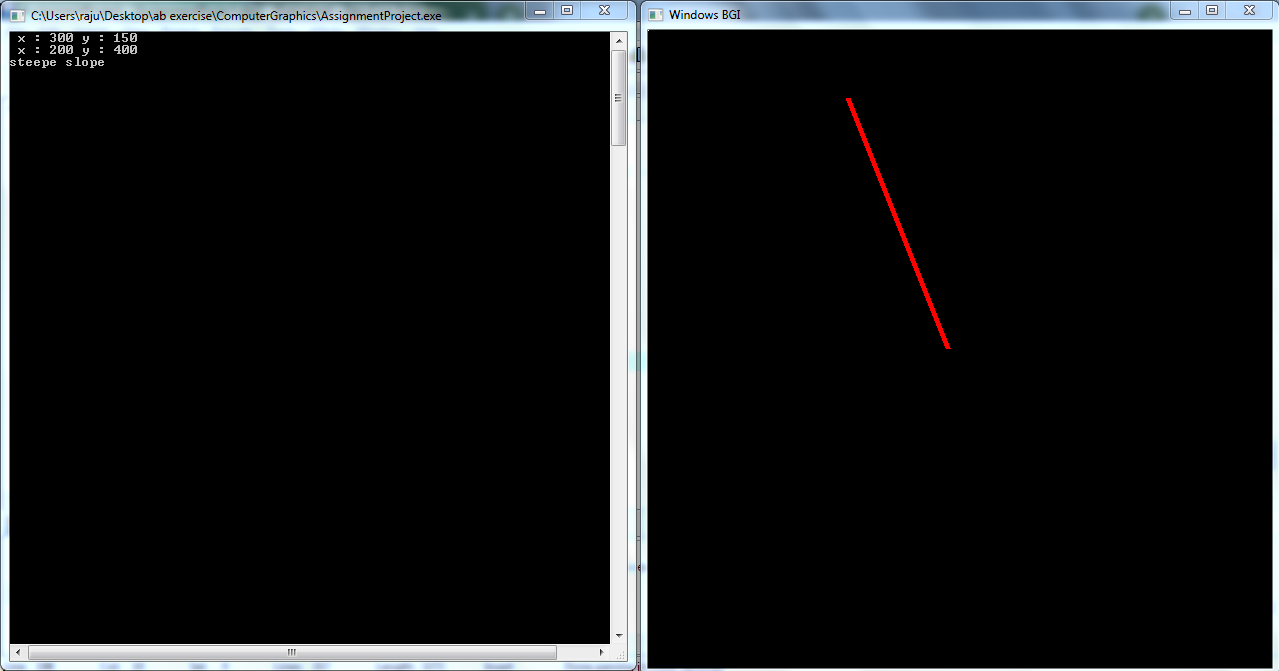 C:\Users\raju\Desktop\ab exercise\ComputerGraphics\AssignmentProject.exe
x : 300 y : 150
x : 200 y : 400
steepe slope
Windows BGI